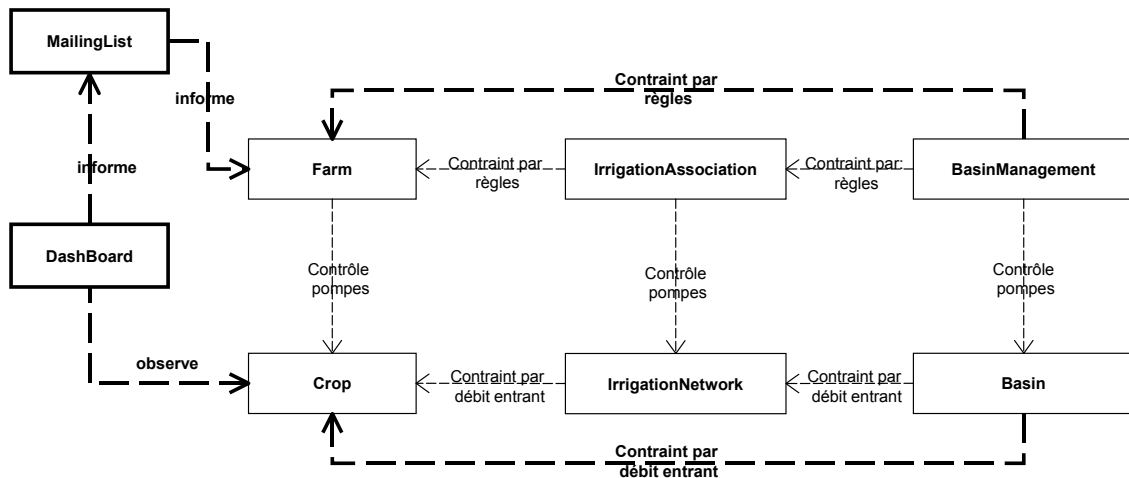 MailingList
informe
Contraint par
règles
Farm
Contraint par
règles
IrrigationAssociation
Contraint par:
règles
BasinManagement
informe
DashBoard
Contrôle
pompes
Contrôle
pompes
Contrôle
pompes
observe
Crop
Contraint par
débit entrant
IrrigationNetwork
Contraint par
débit entrant
Basin
Contraint par
débit entrant